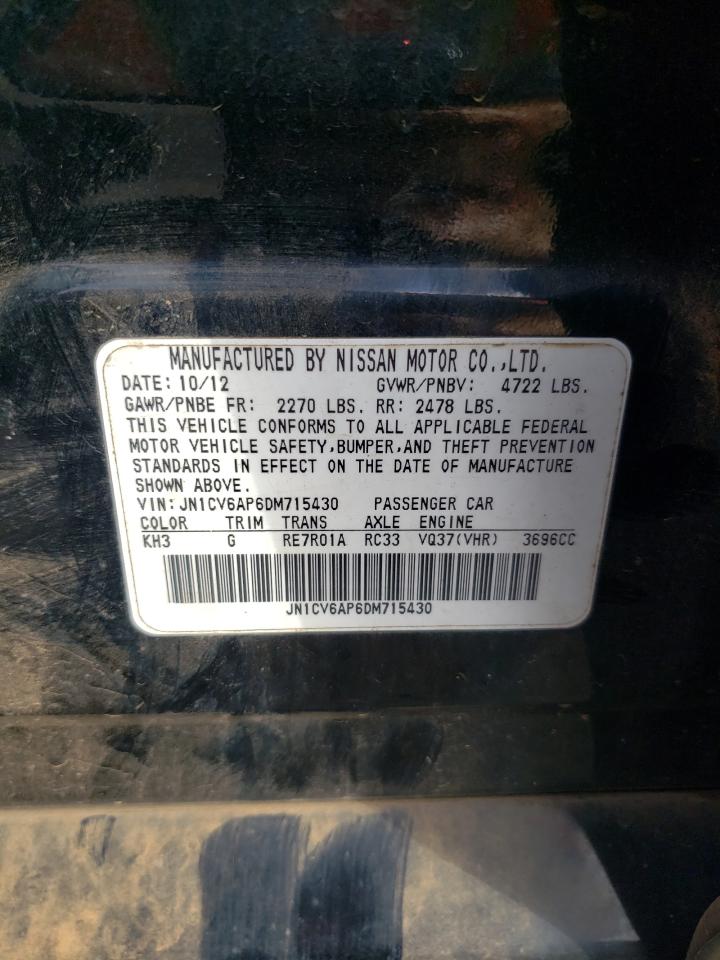 MANUFACTURED BY NISSAN MOTOR CO.,LTD.
DATE: 10/12 GVWR/PNBV: 4722 LBS.
GAWR/PNBE FR: 2270 LBS. RR: 2478 LBS.
THIS VEHICLE CONFORMS TO ALL APPLICABLE FEDERAL
MOTOR VEHICLE SAFETY,BUMPER,AND THEFT PREVENTION
STANDARDS IN EFFECT ON THE DATE OF MANUFACTURE
SHOWN ABOVE.
VIN: JN1CV6AP6DM715430 PASSENGER CAR
COLOR TRIM TRANS AXLE ENGINE
KH3 G RE7R01A RC33 VQ37(VHR) 3696CC
JN1CV6AP6DM715430